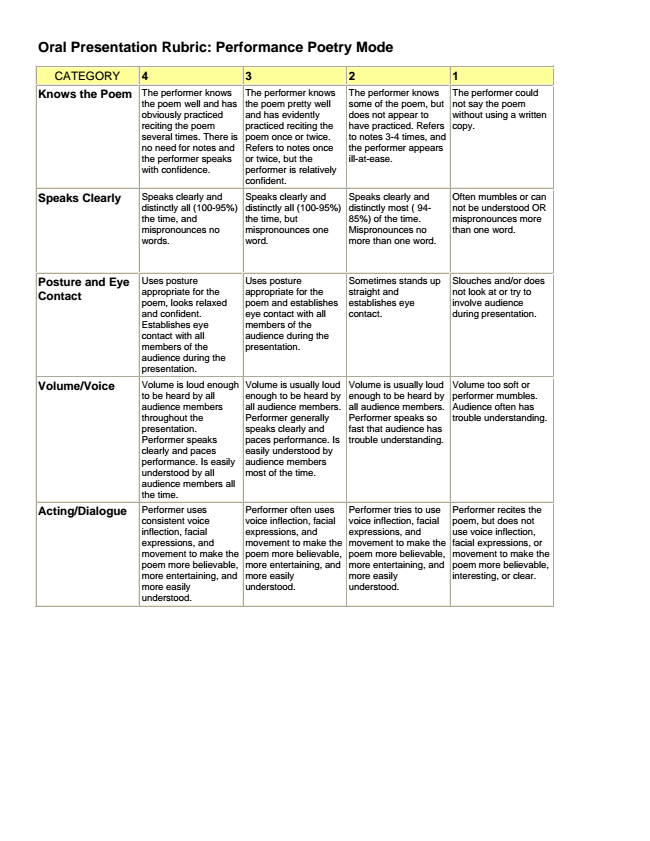 Oral Presentation Rubric: Performance Poetry Mode
CATEGORY 4 3 2 1
Knows the Poem
The performer knows
the poem well and has
obviously practiced
reciting the poem
several times. There is
no need for notes and
the performer speaks
with confidence.
The performer knows
the poem pretty well
and has evidently
practiced reciting the
poem once or twice.
Refers to notes once
or twice, but the
performer is relatively
confident.
The performer knows
some of the poem, but
does not appear to
have practiced. Refers
to notes 3-4 times, and
the performer appears
ill-at-ease.
The performer could
not say the poem
without using a written
copy.
Speaks Clearly
Speaks clearly and
distinctly all (100-95%)
the time, and
mispronounces no
words.
Speaks clearly and
distinctly all (100-95%)
the time, but
mispronounces one
word.
Speaks clearly and
distinctly most ( 94-
85%) of the time.
Mispronounces no
more than one word.
Often mumbles or can
not be understood OR
mispronounces more
than one word.
Posture and Eye
Contact
Uses posture
appropriate for the
poem, looks relaxed
and confident.
Establishes eye
contact with all
members of the
audience during the
presentation.
Uses posture
appropriate for the
poem and establishes
eye contact with all
members of the
audience during the
presentation.
Sometimes stands up
straight and
establishes eye
contact.
Slouches and/or does
not look at or try to
involve audience
during presentation.
Volume/Voice
Volume is loud enough
to be heard by all
audience members
throughout the
presentation.
Performer speaks
clearly and paces
performance. Is easily
understood by all
audience members all
the time.
Volume is usually loud
enough to be heard by
all audience members.
Performer generally
speaks clearly and
paces performance. Is
easily understood by
audience members
most of the time.
Volume is usually loud
enough to be heard by
all audience members.
Performer speaks so
fast that audience has
trouble understanding.
Volume too soft or
performer mumbles.
Audience often has
trouble understanding.
Acting/Dialogue
Performer uses
consistent voice
inflection, facial
expressions, and
movement to make the
poem more believable,
more entertaining, and
more easily
understood.
Performer often uses
voice inflection, facial
expressions, and
movement to make the
poem more believable,
more entertaining, and
more easily
understood.
Performer tries to use
voice inflection, facial
expressions, and
movement to make the
poem more believable,
more entertaining, and
more easily
understood.
Performer recites the
poem, but does not
use voice inflection,
facial expressions, or
movement to make the
poem more believable,
interesting, or clear.